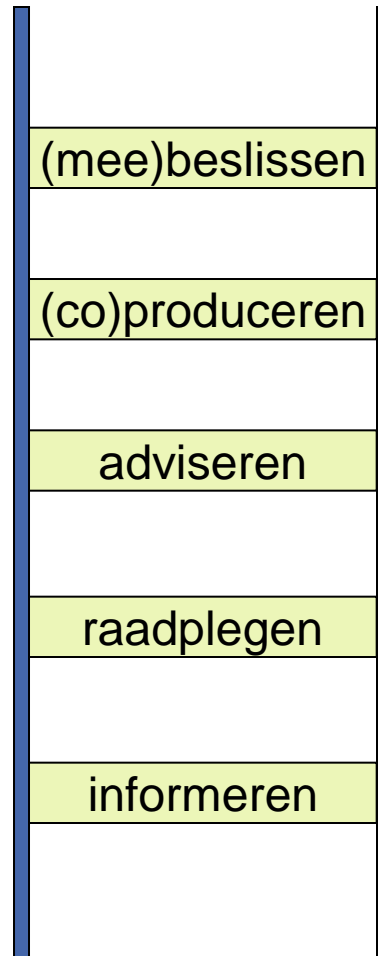 (mee)beslissen
(co)produceren
adviseren
raadplegen
informeren